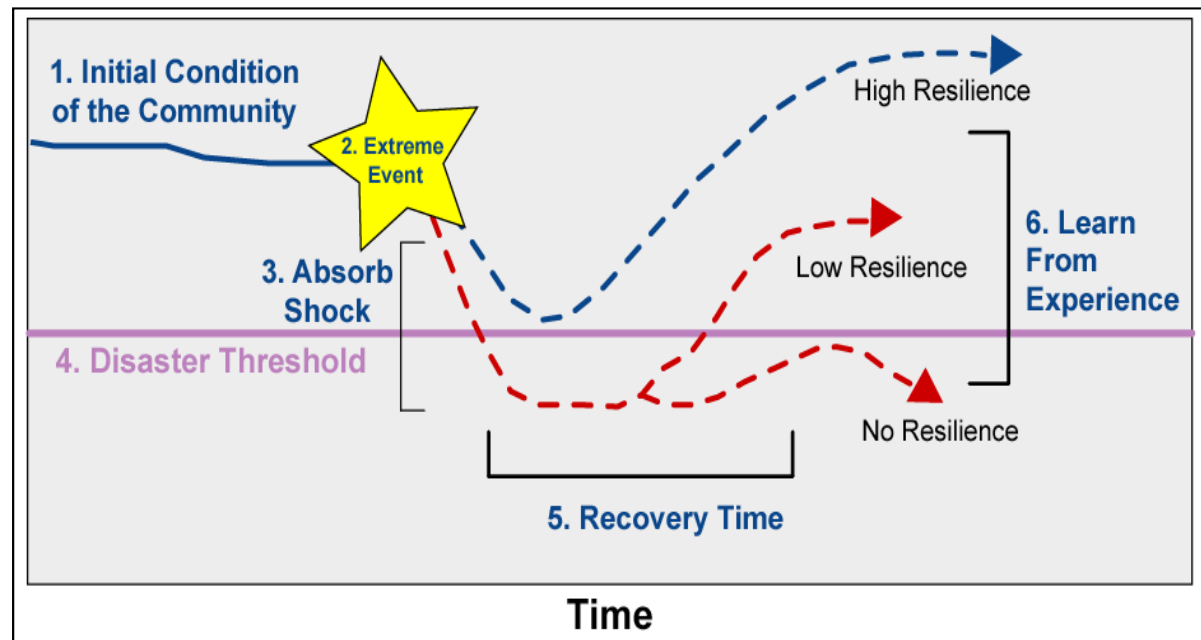 1. Initial Condition
of the Community
2. Extreme
Event
High Resilience
3. Absorb
Shock
Low Resilience
6. Learn
From
Experience
4. Disaster Threshold
No Resilience
5. Recovery Time
Time